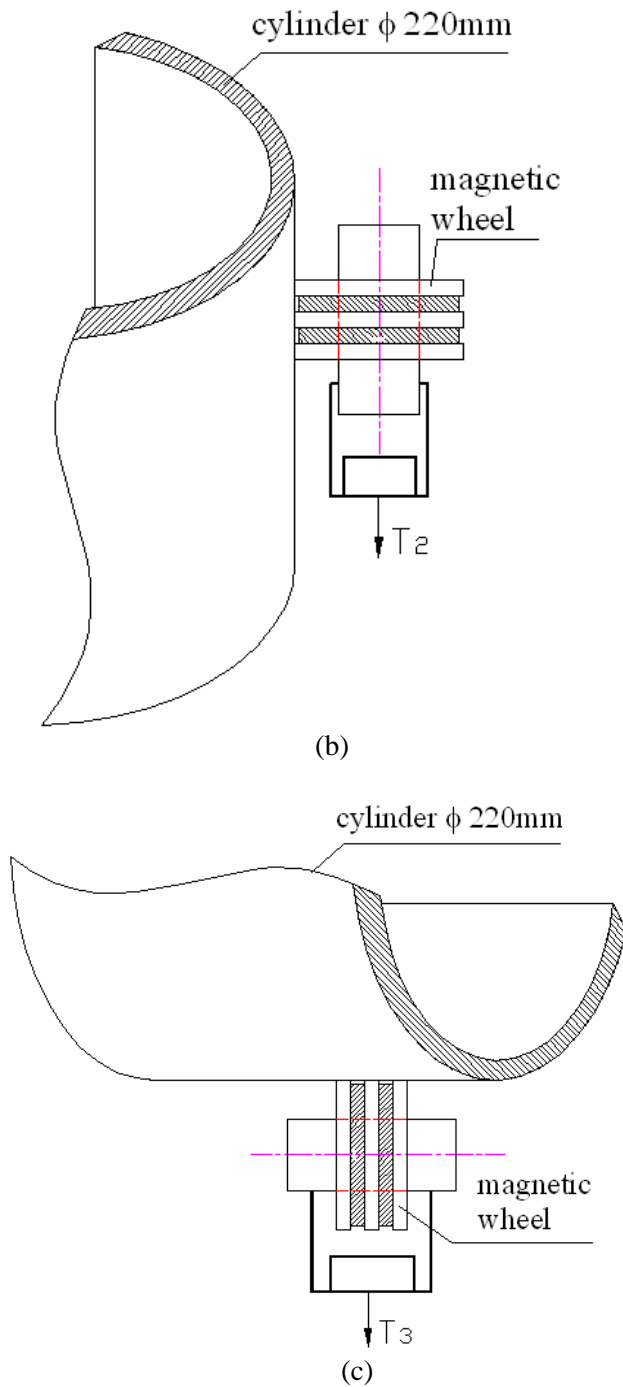 cylinder ϕ 220mm
magnetic
wheel
T2
(b)
cylinder ϕ 220mm
magnetic
wheel
T3
(c)